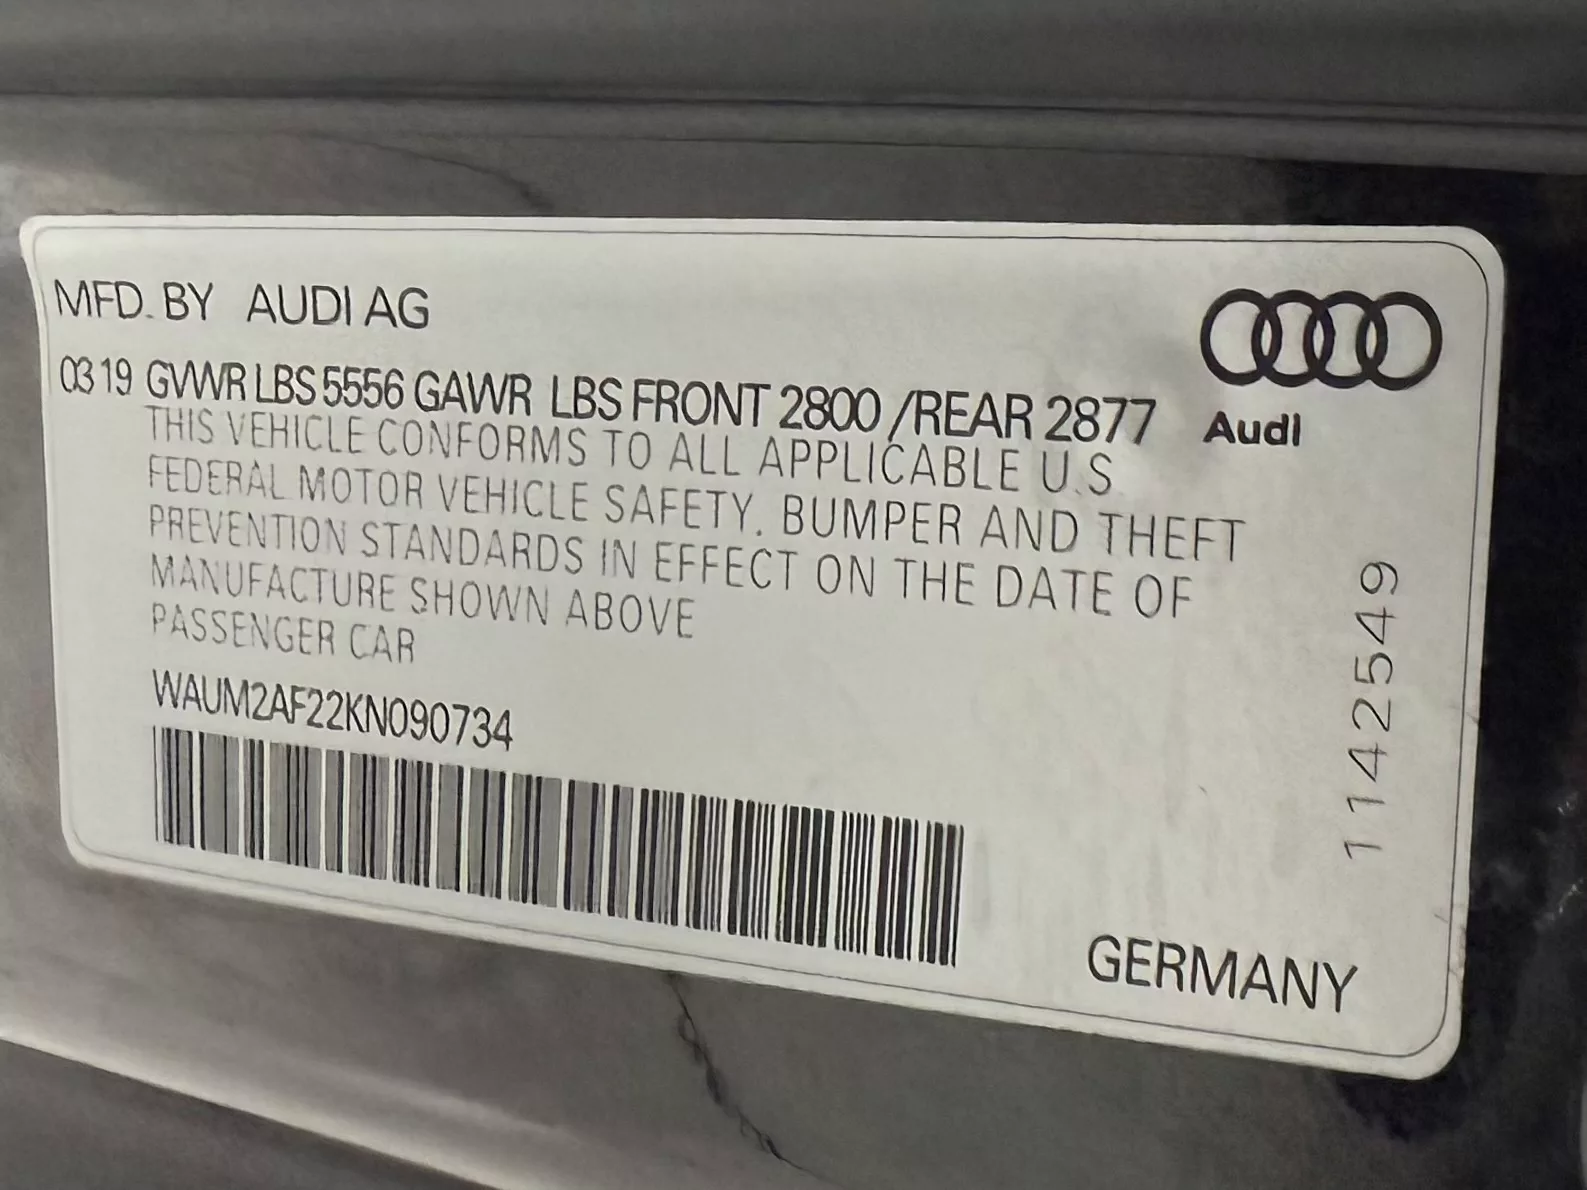 MFD. BY AUDI AG
0319 GVWR LBS 5556 GAWR LBS FRONT 2800 /REAR 2877
Audi
THIS VEHICLE CONFORMS TO ALL APPLICABLE U.S
FEDERAL MOTOR VEHICLE SAFETY. BUMPER AND THEFT
PREVENTION STANDARDS IN EFFECT ON THE DATE OF
MANUFACTURE SHOWN ABOVE
PASSENGER CAR
WAUM2AF22KN090734
1142549
GERMANY